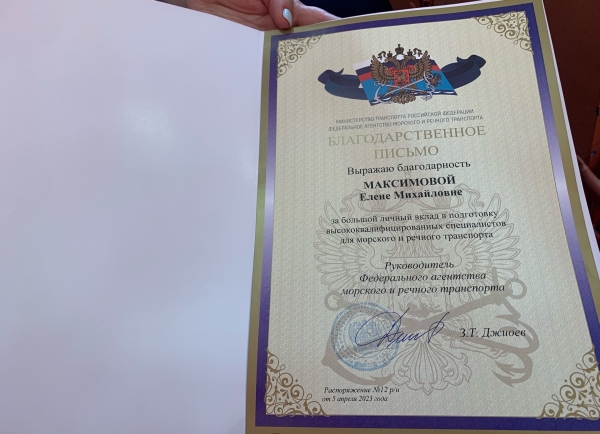 МИНИСТЕРСТВО ТРАНСПОРТА РОССИЙСКОЙ ФЕДЕРАЦИИ
ФЕДЕРАЛЬНОЕ АГЕНТСТВО МОРСКОГО И РЕЧНОГО ТРАНСПОРТА
БЛАГОДАРСТВЕННОЕ
ПИСЬМО
Выражаю благодарность
МАКСИМОВОЙ
Елене Михайловне
за большой личный вклад в подготовку
высококвалифицированных специалистов
для морского и речного транспорта
Руководитель
Федерального агентства
морского и речного транспорта
З.Т. Джиоев
Распоряжение №12 р/н
от 5 апреля 2023 года